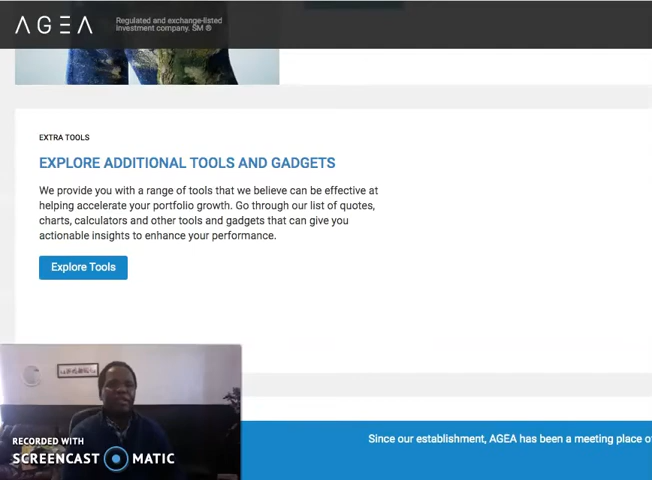 AGEA
Regulated and exchange-listed
Investment company. SM ®
EXTRA TOOLS
EXPLORE ADDITIONAL TOOLS AND GADGETS
We provide you with a range of tools that we believe can be effective at
helping accelerate your portfolio growth. Go through our list of quotes,
charts, calculators and other tools and gadgets that can give you
actionable insights to enhance your performance.
Explore Tools
Since our establishment, AGEA has been a meeting place
RECORDED WITH
SCREENCAST MATIC